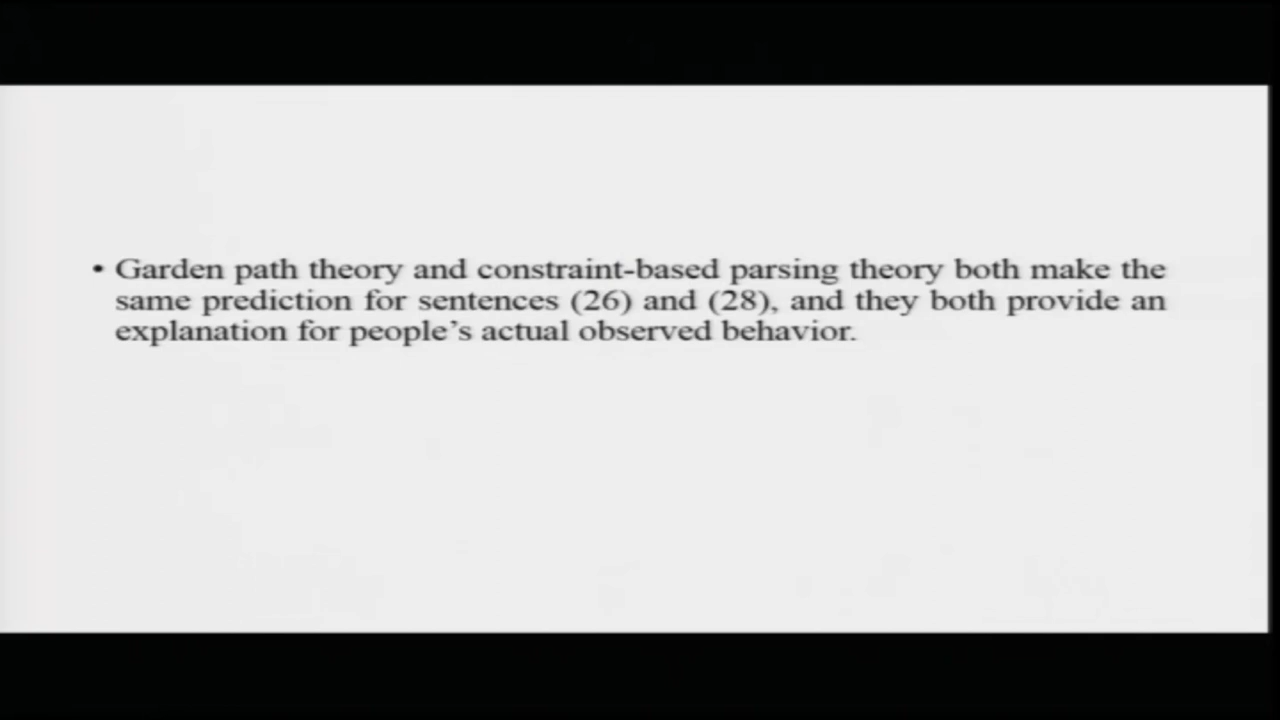 • Garden path theory and constraint-based parsing theory both make the
same prediction for sentences (26) and (28), and they both provide an
explanation for people’s actual observed behavior.